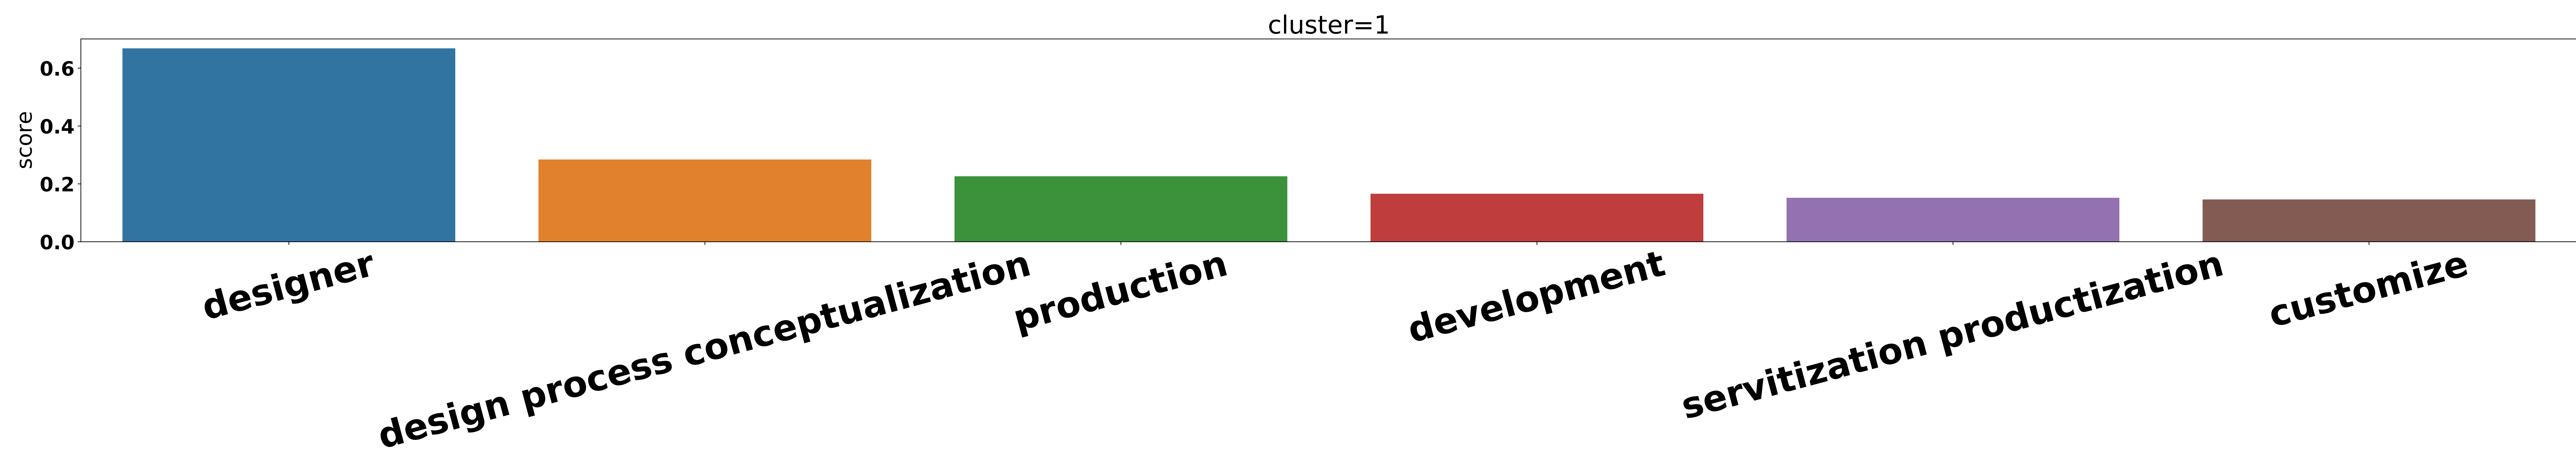 cluster=1
score
0.6
0.4
0.2
0.0
designer
design process conceptualization
production
development
servitization productization
customize